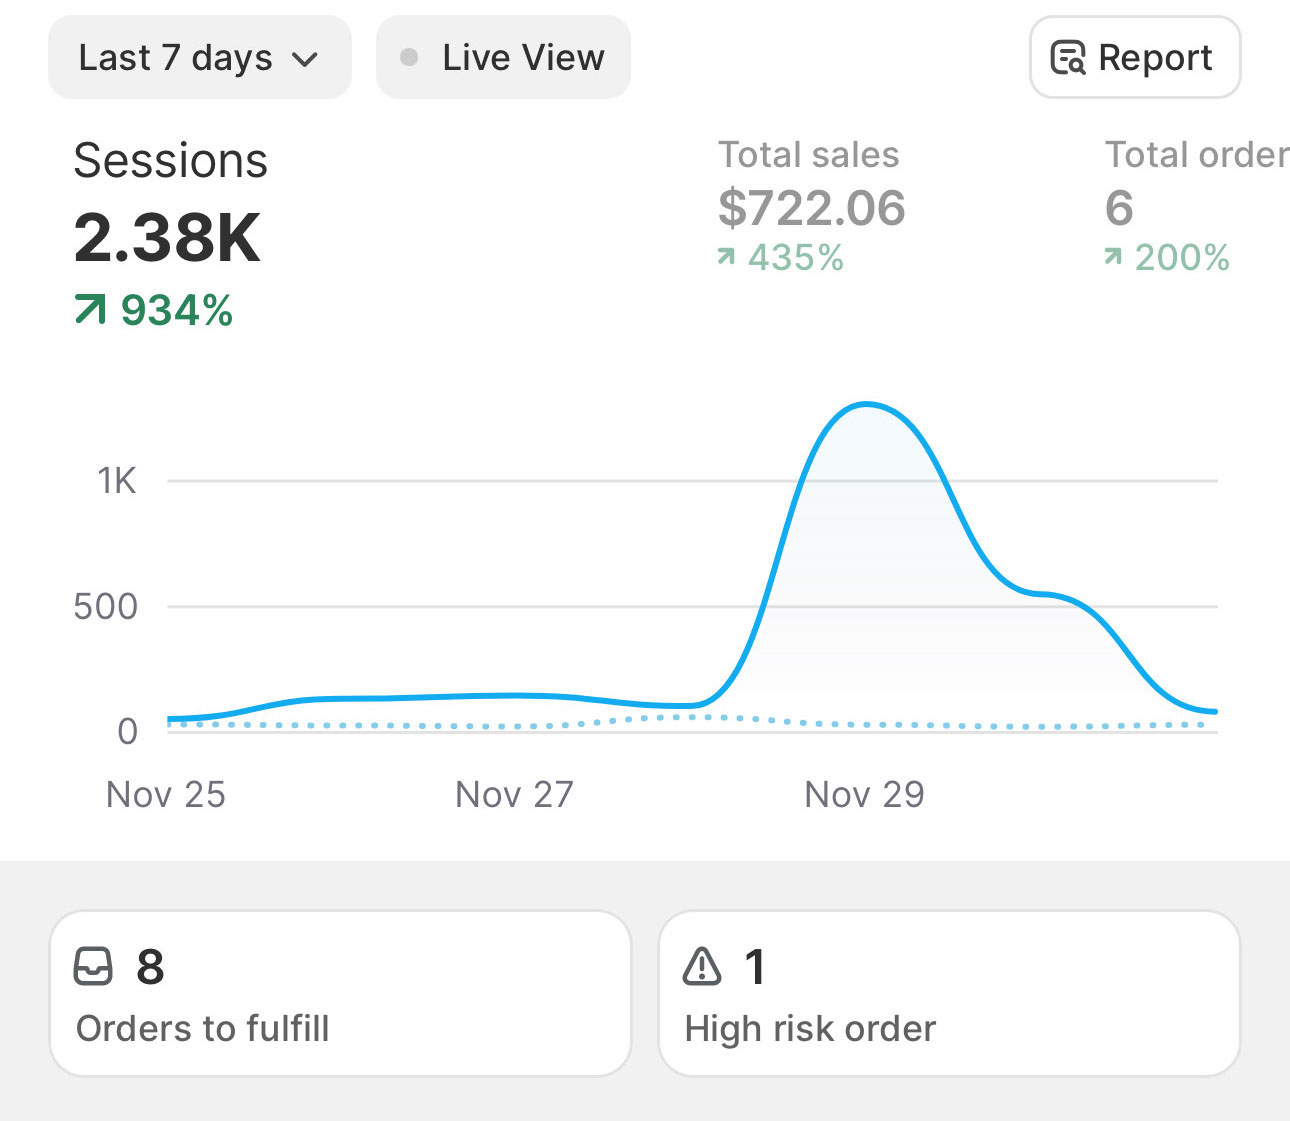 Last 7 days
Live View
Report
Sessions
2.38K
934%
Total sales
$722.06
435%
Total order
6
200%
1K
500
0
Nov 25
Nov 27
Nov 29
8
Orders to fulfill
1
High risk order